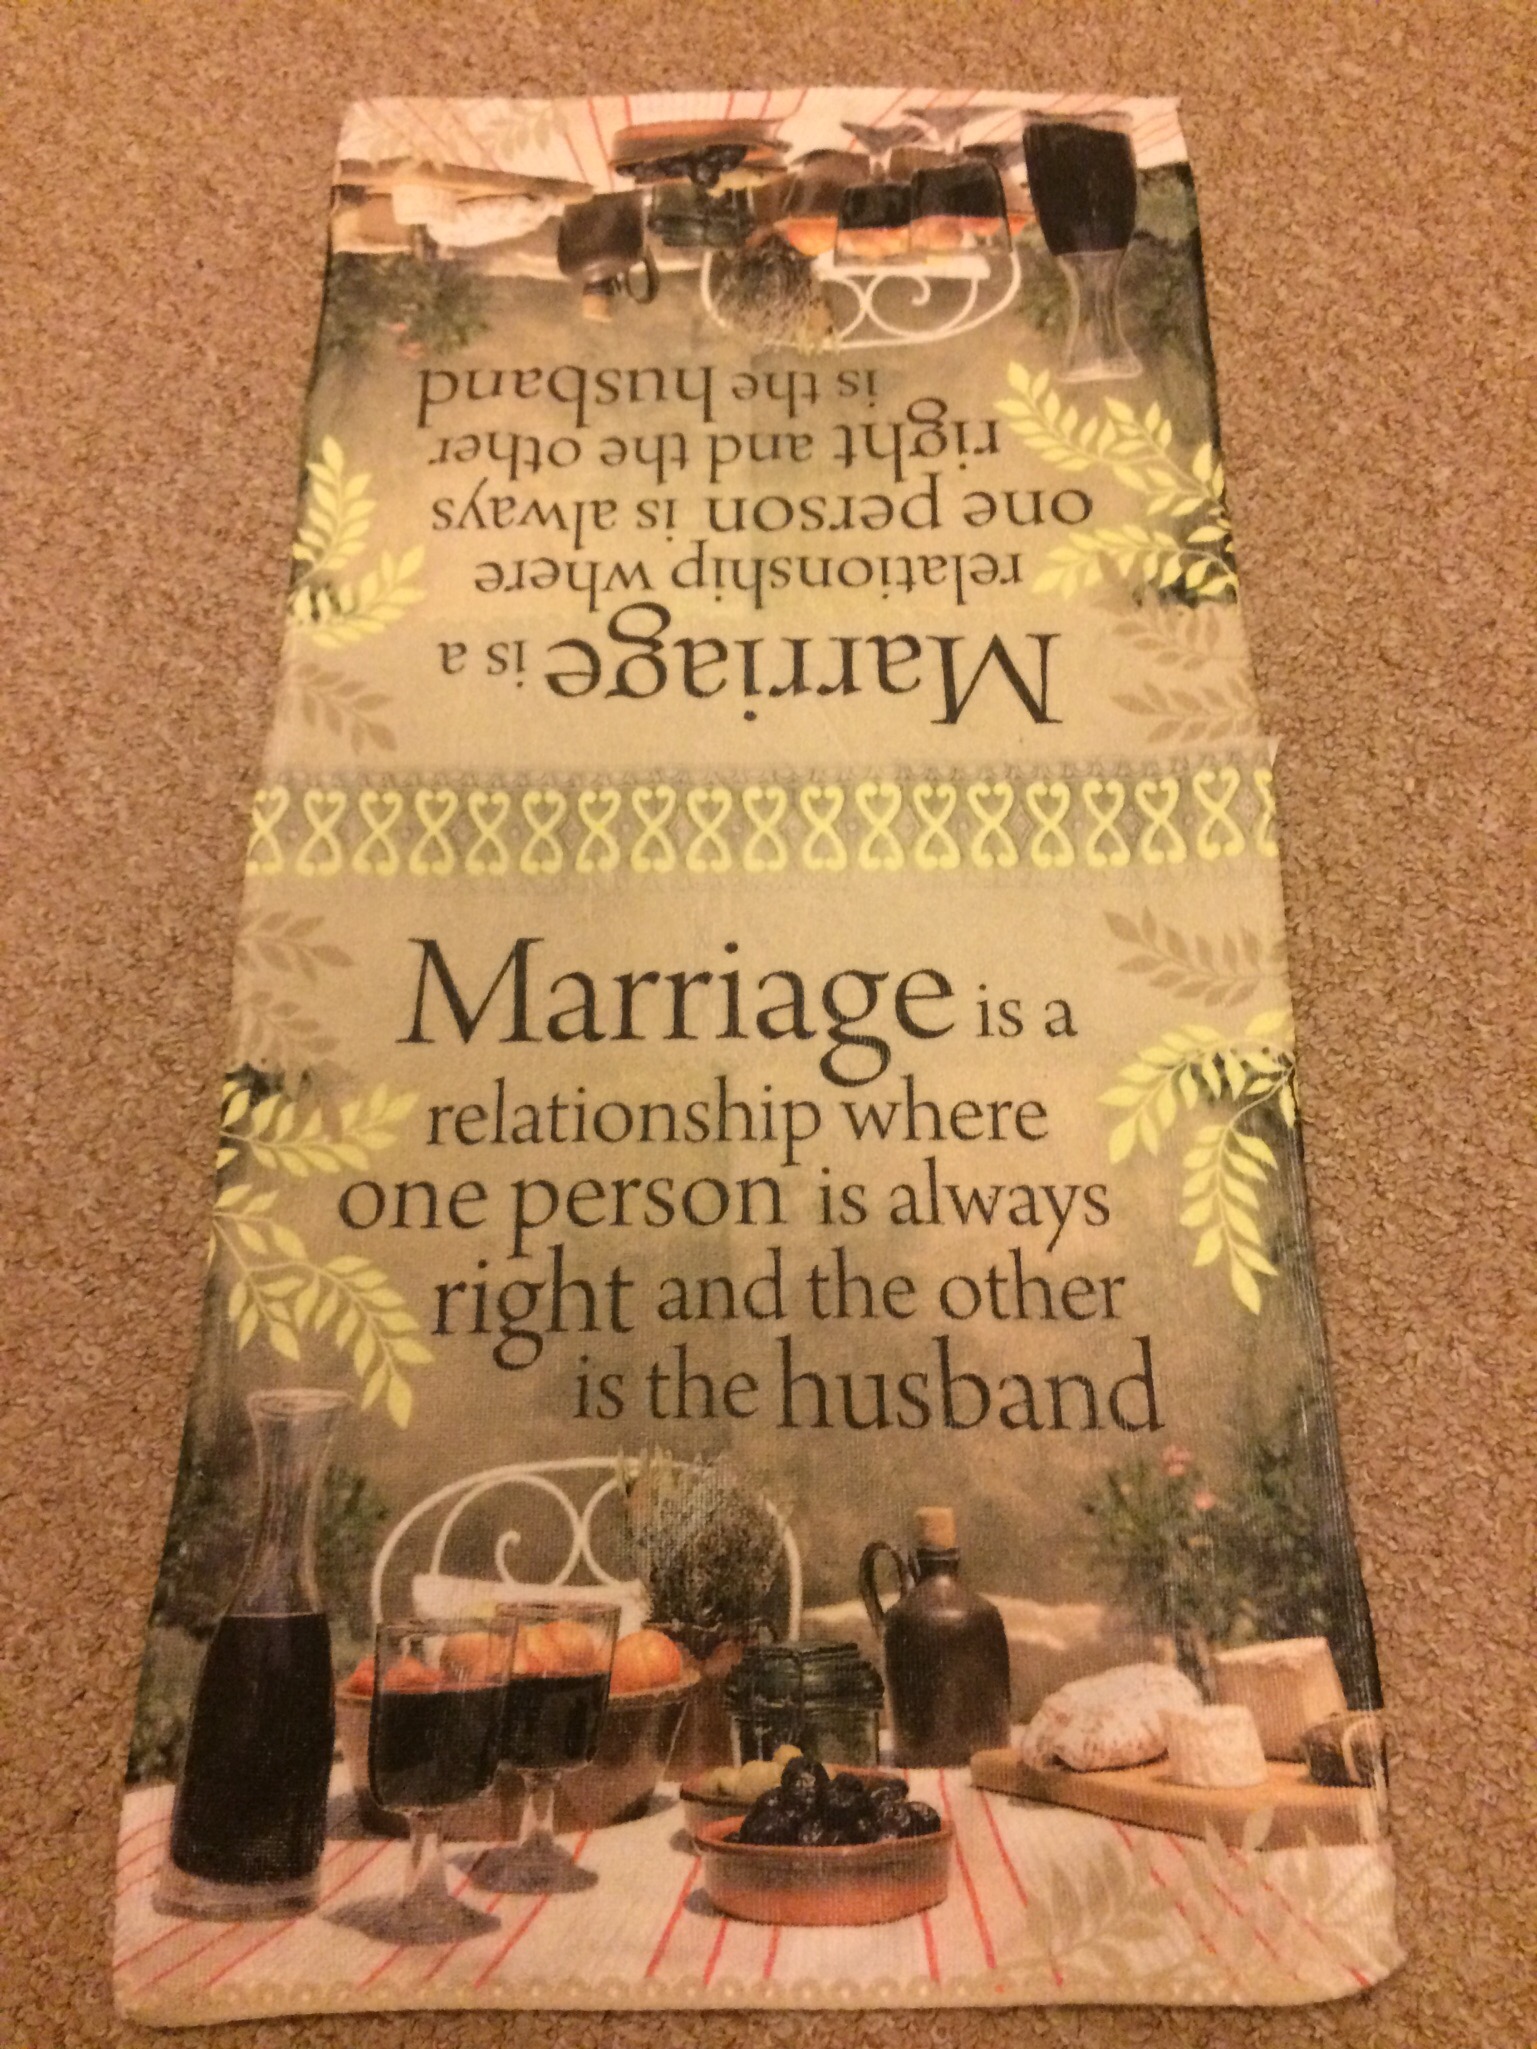 is the husband
right and the other
one person is always
relationship where
Marriage is a
Marriage is a
relationship where
one person is always
right and the other
is the husband